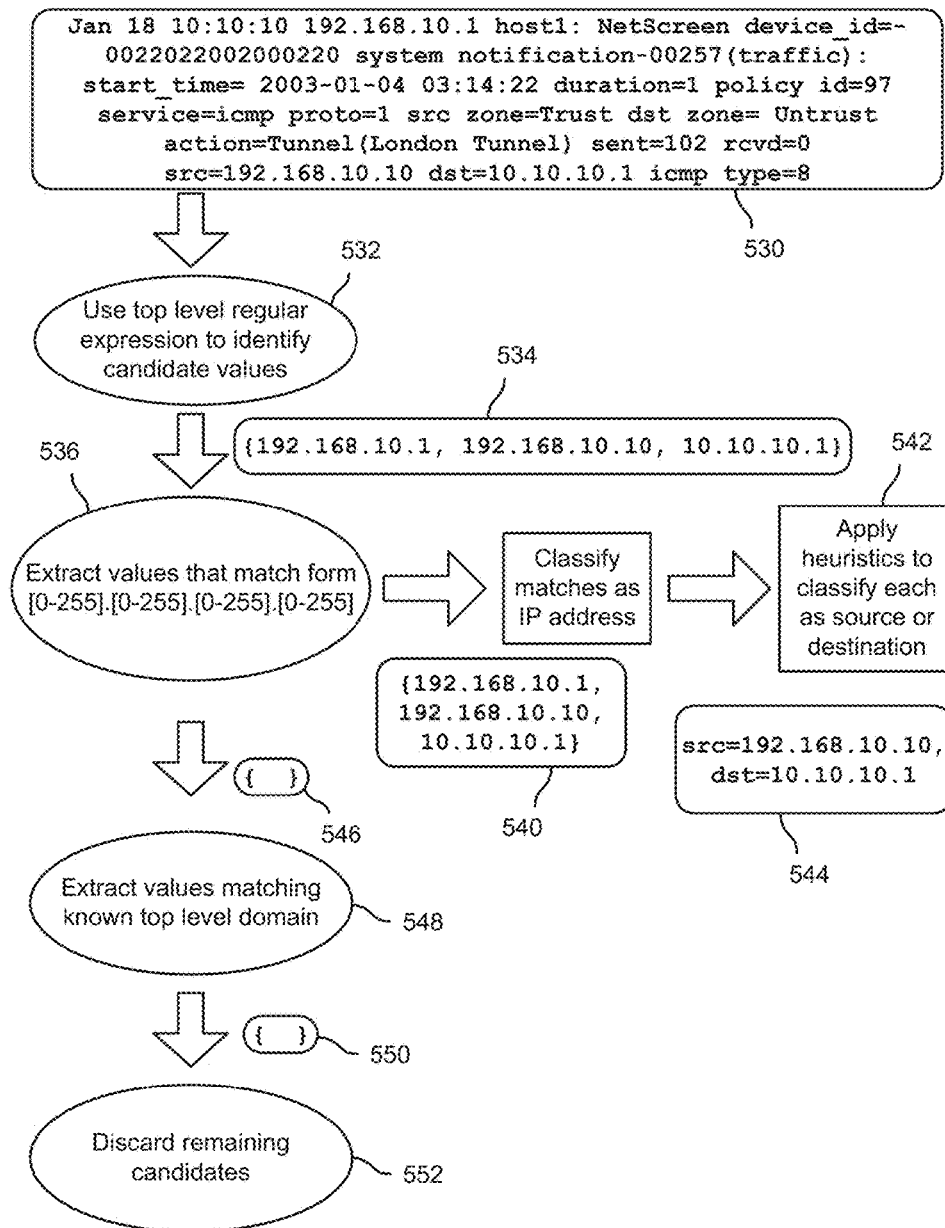 Jan 18 10:10:10 192.168.10.1 host1: NetScreen device_id=-
0022022002000220 system notification-00257(traffic):
start_time= 2003-01-04 03:14:22 duration=1 policy id=97
service=icmp proto=1 src zone=Trust dst zone= Untrust
action=Tunnel(London Tunnel) sent=102 rcvd=0
src=192.168.10.10 dst=10.10.10.1 icmp type=8
530
532
Use top level regular
expression to identify
candidate values
534
{192.168.10.1, 192.168.10.10, 10.10.10.1}
536
Extract values that match form
[0-255].[0-255].[0-255].[0-255]
Classify
matches as
IP address
542
Apply
heuristics to
classify each
as source or
destination
{192.168.10.1,
192.168.10.10,
10.10.10.1}
540
src=192.168.10.10,
dst=10.10.10.1
544
{ }
546
Extract values matching
known top level domain
548
{ }
550
Discard remaining
candidates
552